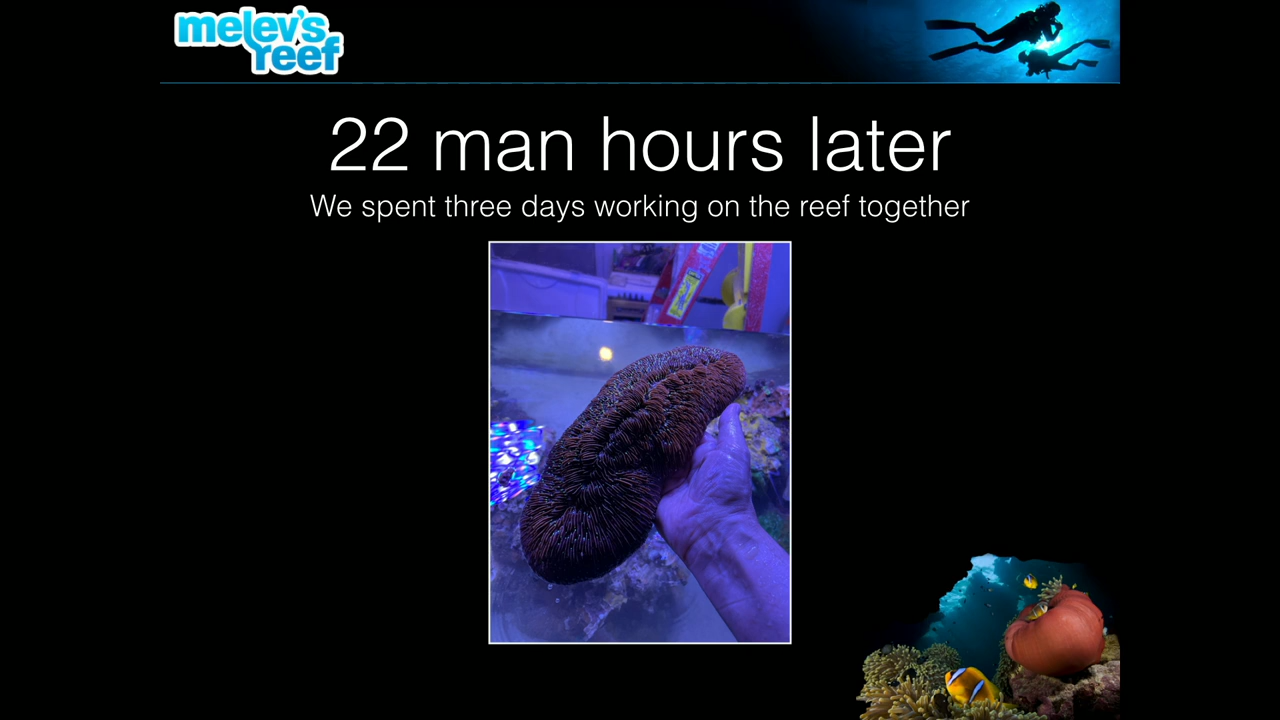 melev's
reef
22 man hours later
We spent three days working on the reef together